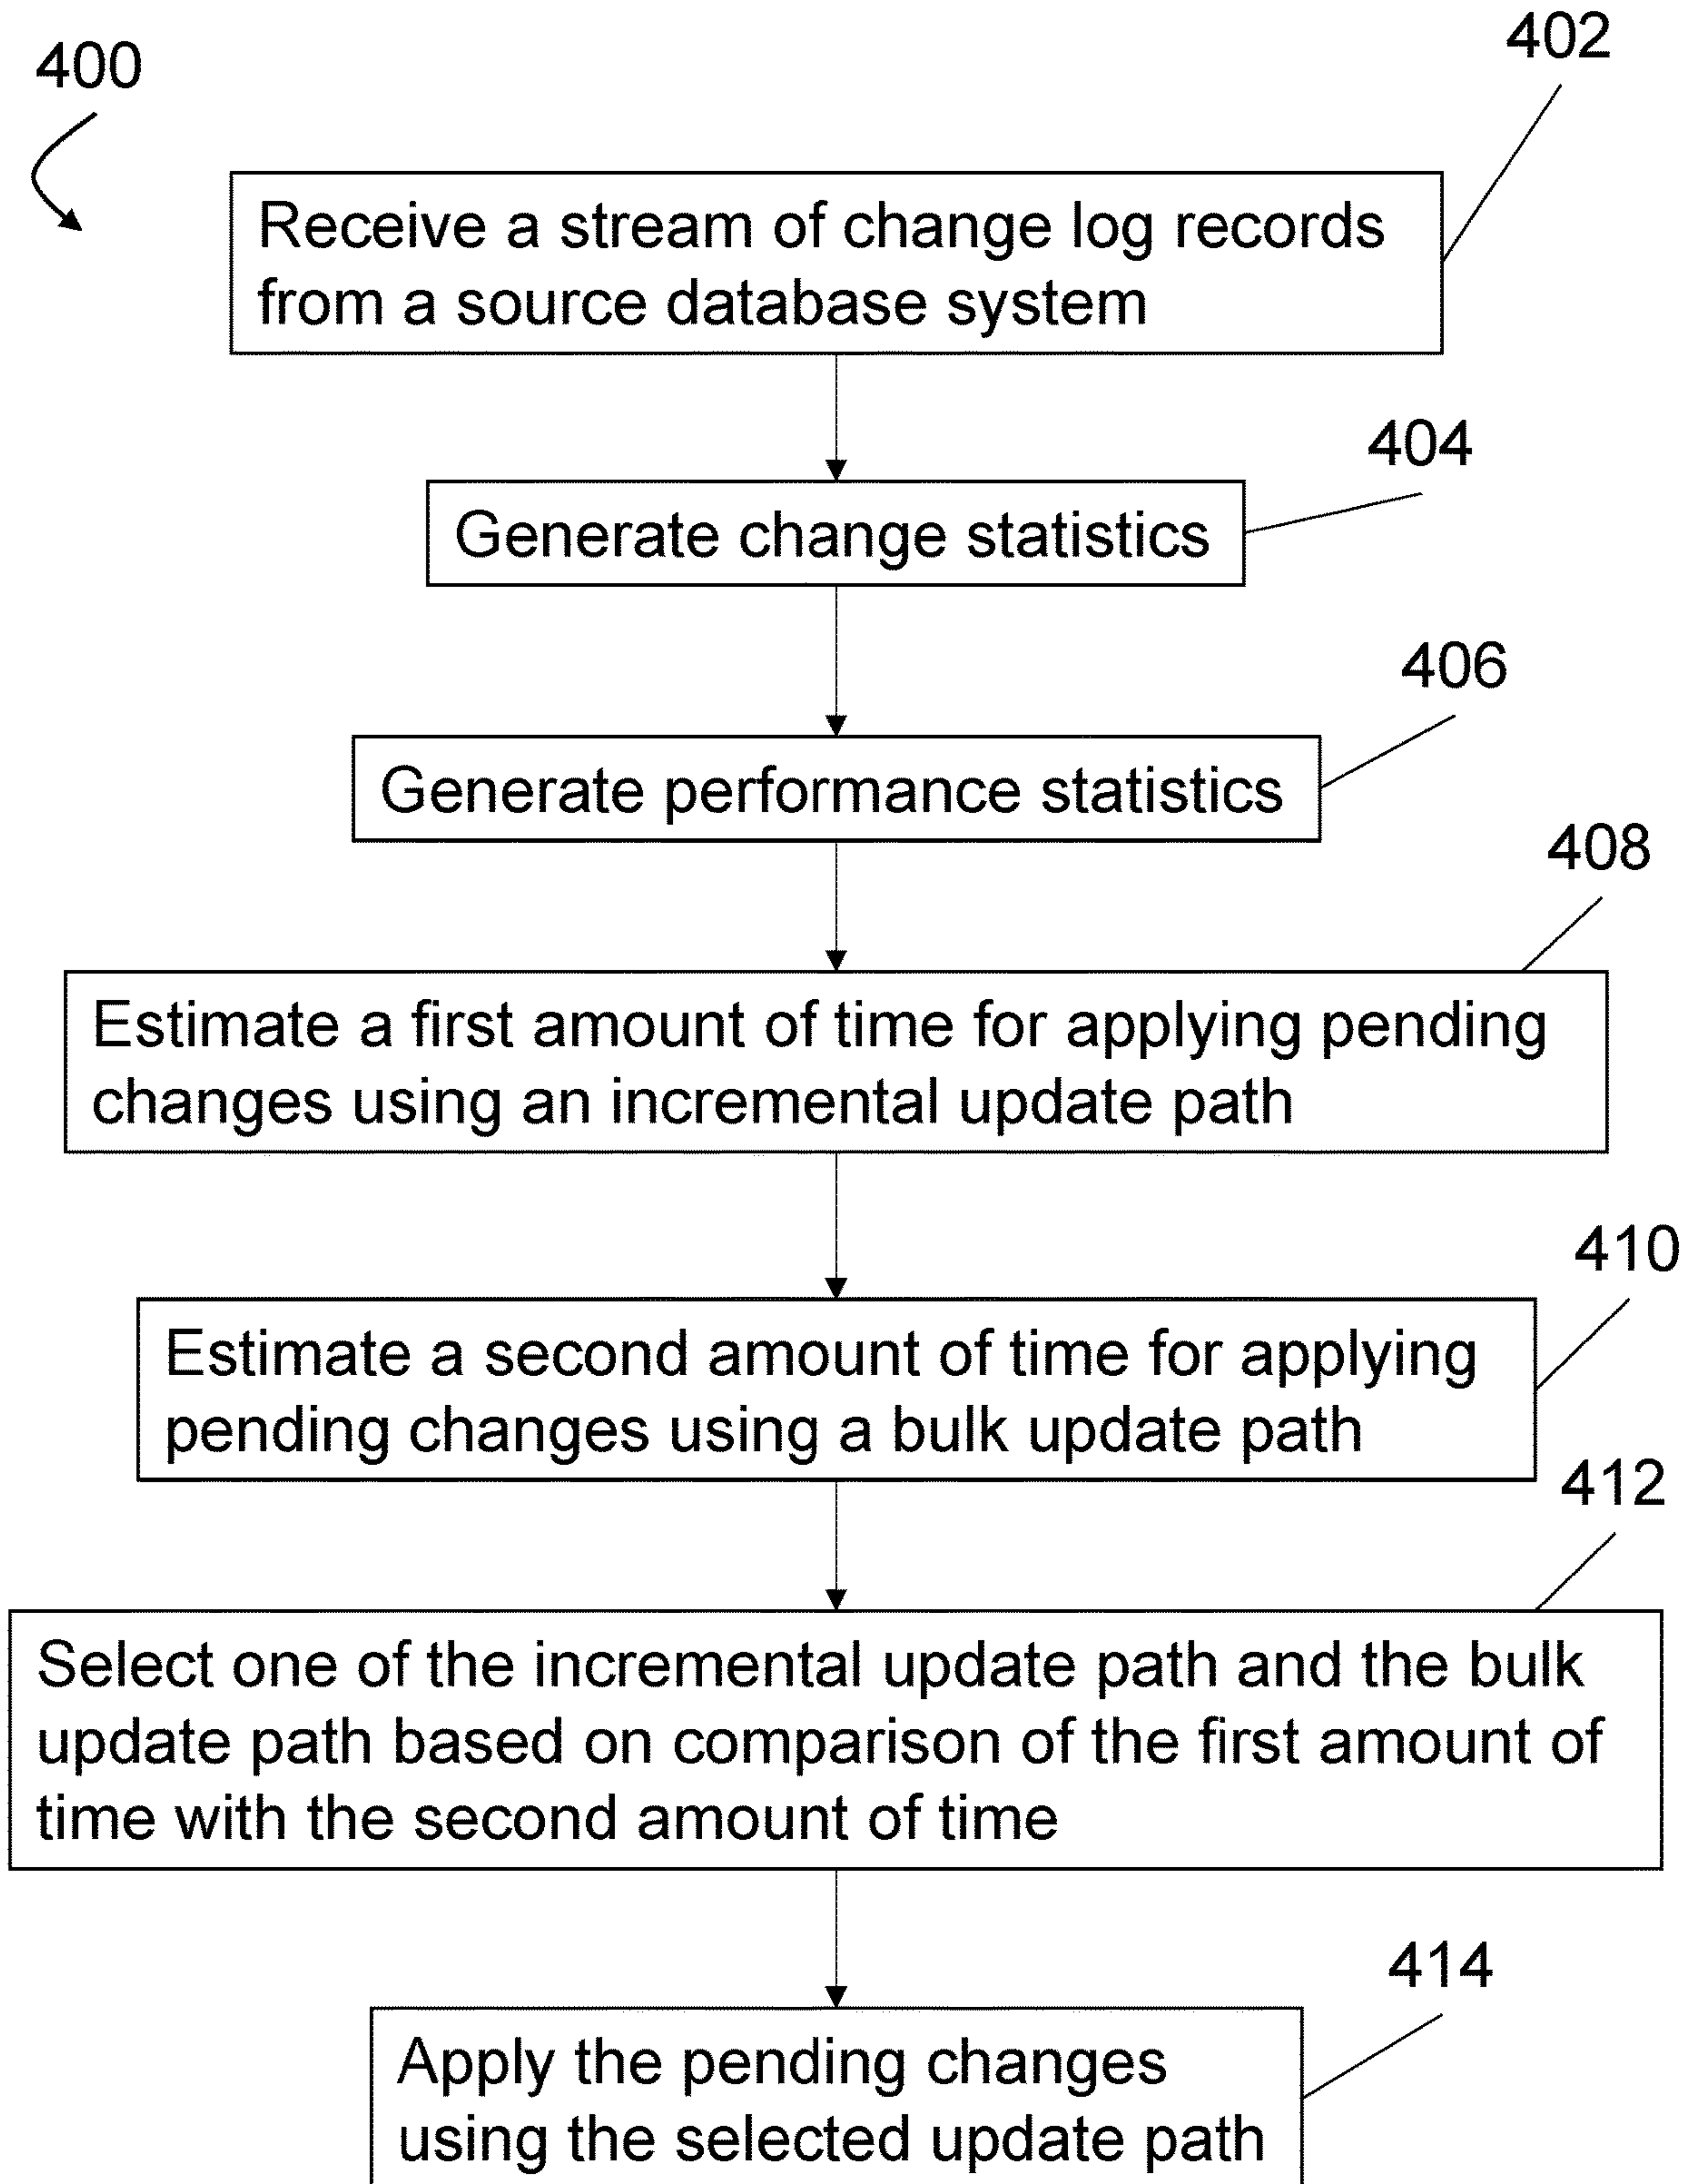 400
402
Receive a stream of change log records
from a source database system
404
Generate change statistics
406
Generate performance statistics
408
Estimate a first amount of time for applying pending
changes using an incremental update path
410
Estimate a second amount of time for applying
pending changes using a bulk update path
412
Select one of the incremental update path and the bulk
update path based on comparison of the first amount of
time with the second amount of time
414
Apply the pending changes
using the selected update path